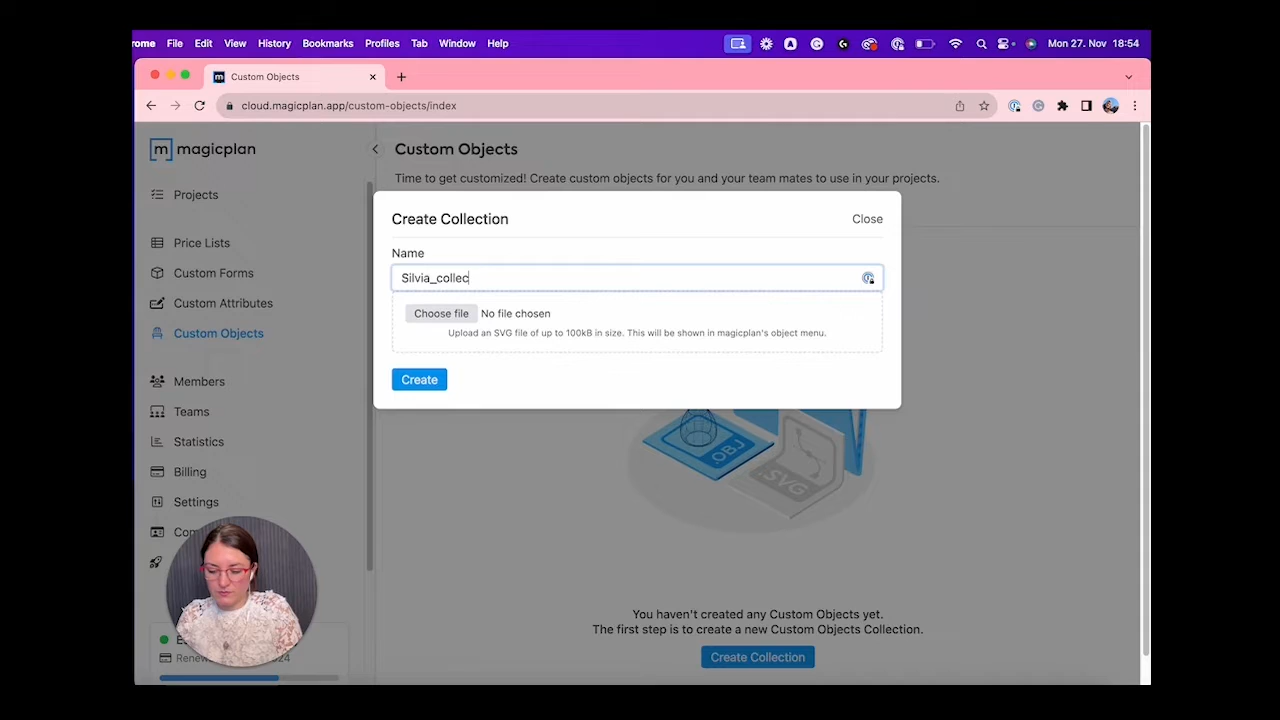 rome File Edit View History Bookmarks Profiles Tab Window Help Mon 27. Nov 18:54
m Custom Objects
cloud.magicplan.app/custom-objects/index
m magicplan
Projects
Price Lists
Custom Forms
Custom Attributes
Custom Objects
Members
Teams
Statistics
Billing
Settings
Custom Objects
Time to get customized! Create custom objects for you and your team mates to use in your projects.
Create Collection
Close
Name
Silvia_collec
Choose file No file chosen
Upload an SVG file of up to 100kB in size. This will be shown in magicplan's object menu.
Create
.OBJ
.SVG
You haven't created any Custom Objects yet.
The first step is to create a new Custom Objects Collection.
Create Collection